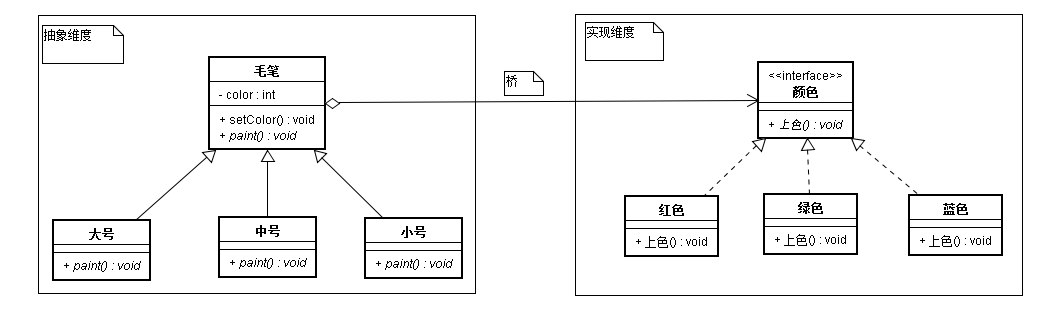 抽象维度
毛笔
- color : int
+ setColor() : void
+ paint() : void
大号
+ paint() : void
中号
+ paint() : void
小号
+ paint() : void
桥
实现维度
<<interface>>
颜色
+ 上色() : void
红色
+ 上色() : void
绿色
+ 上色() : void
蓝色
+ 上色() : void